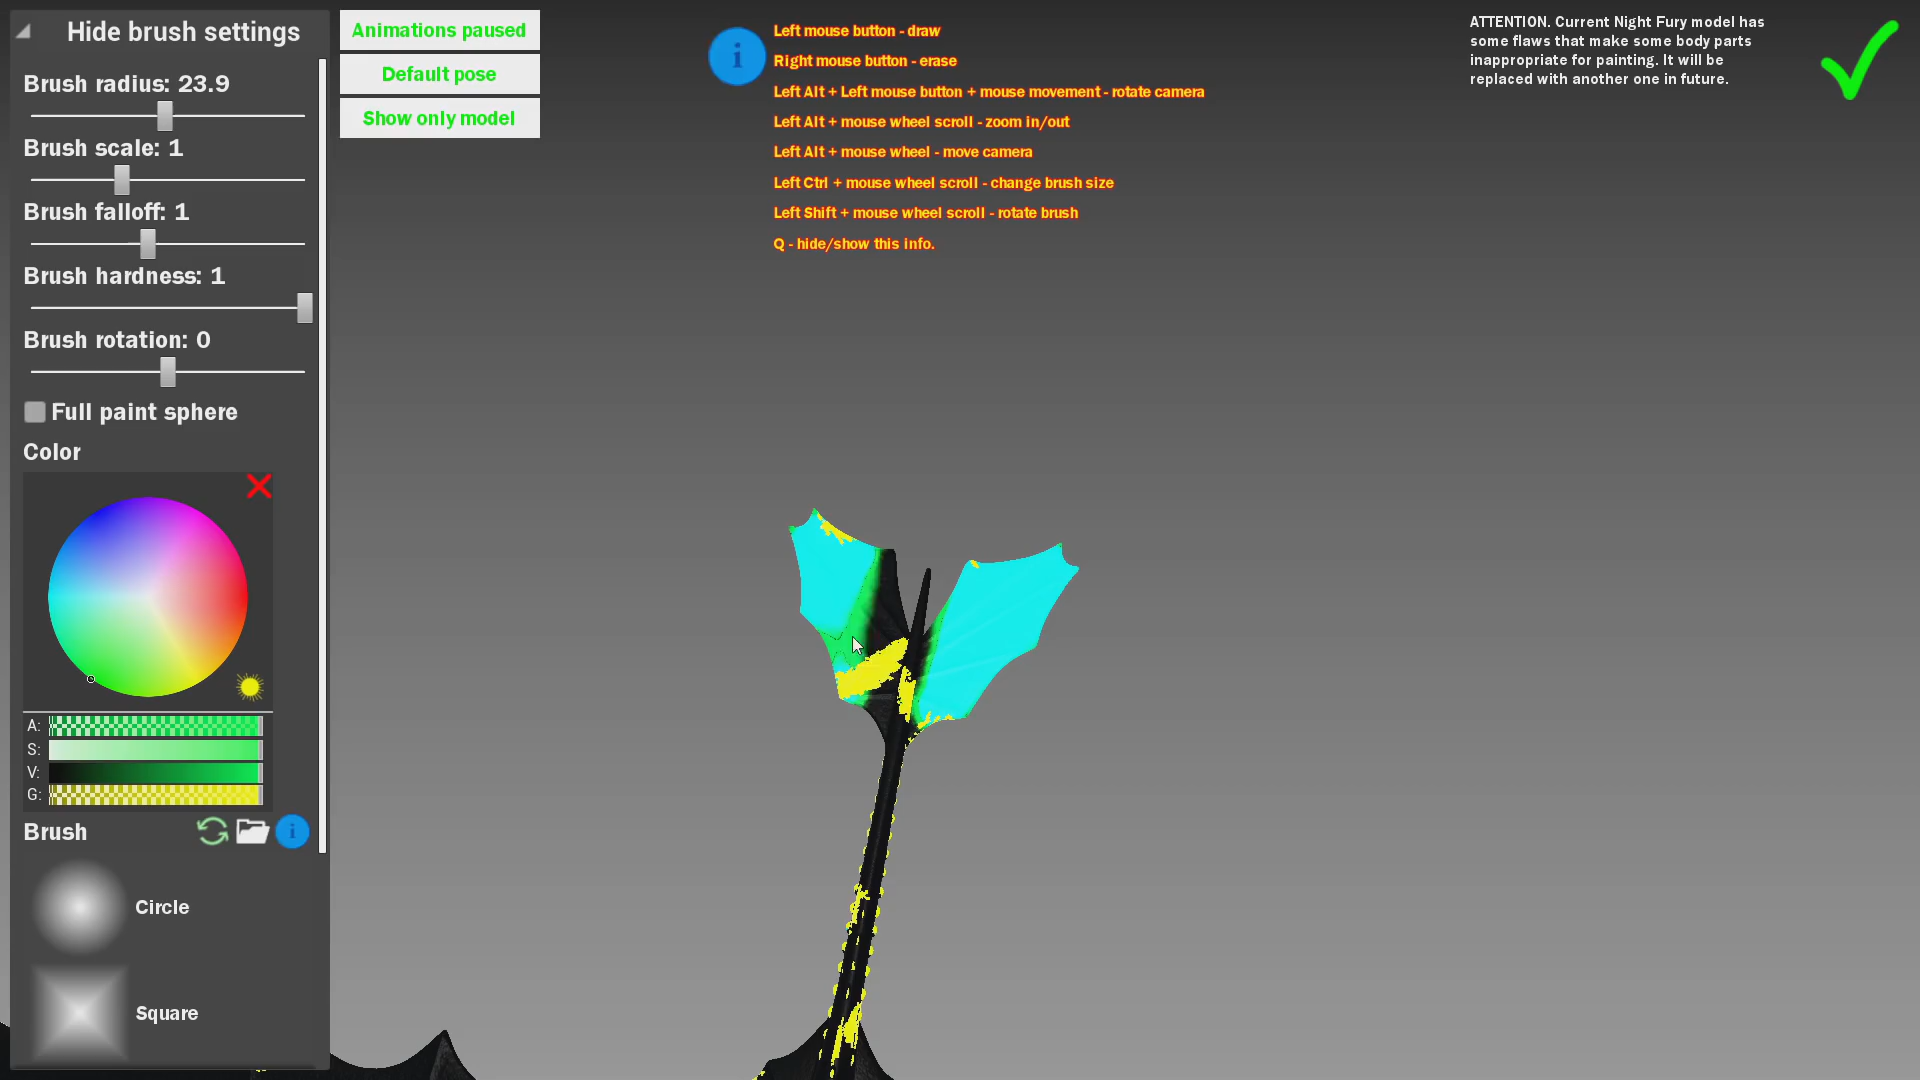 Hide brush settings
Brush radius: 23.9
Brush scale: 1
Brush falloff: 1
Brush hardness: 1
Brush rotation: 0
Full paint sphere
Color
A:
S:
V:
G:
Brush
Circle
Square
Animations paused
Default pose
Show only model
Left mouse button - draw
Right mouse button - erase
Left Alt + Left mouse button + mouse movement - rotate camera
Left Alt + mouse wheel scroll - zoom in/out
Left Alt + mouse wheel - move camera
Left Ctrl + mouse wheel scroll - change brush size
Left Shift + mouse wheel scroll - rotate brush
Q - hide/show this info.
ATTENTION. Current Night Fury model has
some flaws that make some body parts
inappropriate for painting. It will be
replaced with another one in future.